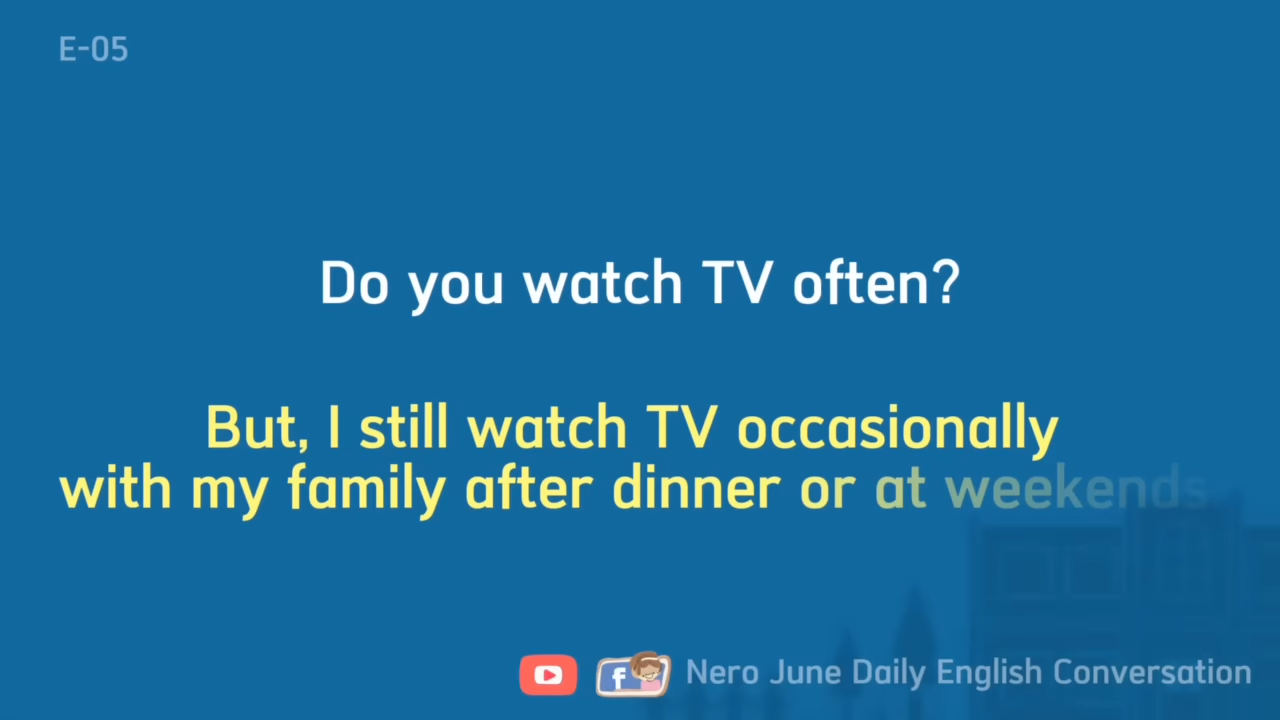 E-05
Do you watch TV often?
But, I still watch TV occasionally
with my family after dinner or at weekends
f
Nero June Daily English Conversation